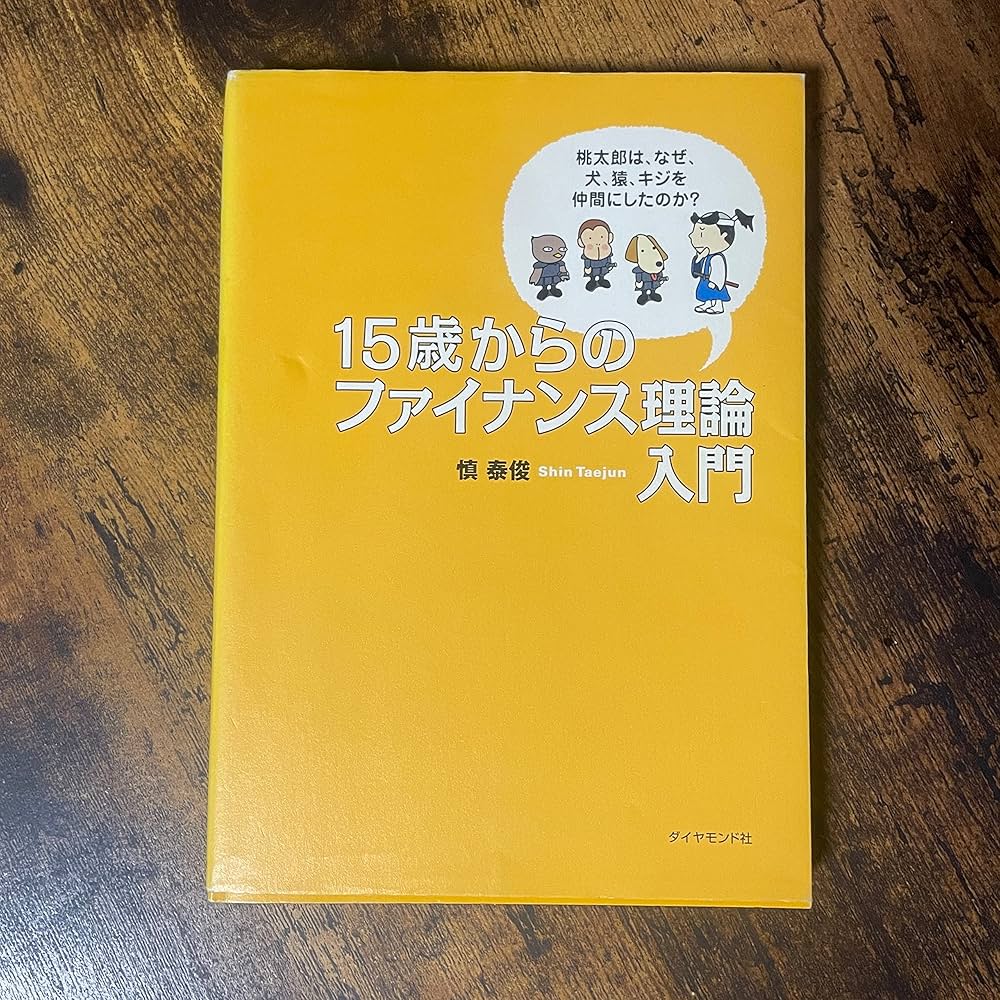 桃太郎は、なぜ、
犬、猿、キジを
仲間にしたのか?
15歳からの
ファイナンス理論
入門
慎 泰俊 Shin Taejun
ダイヤモンド社